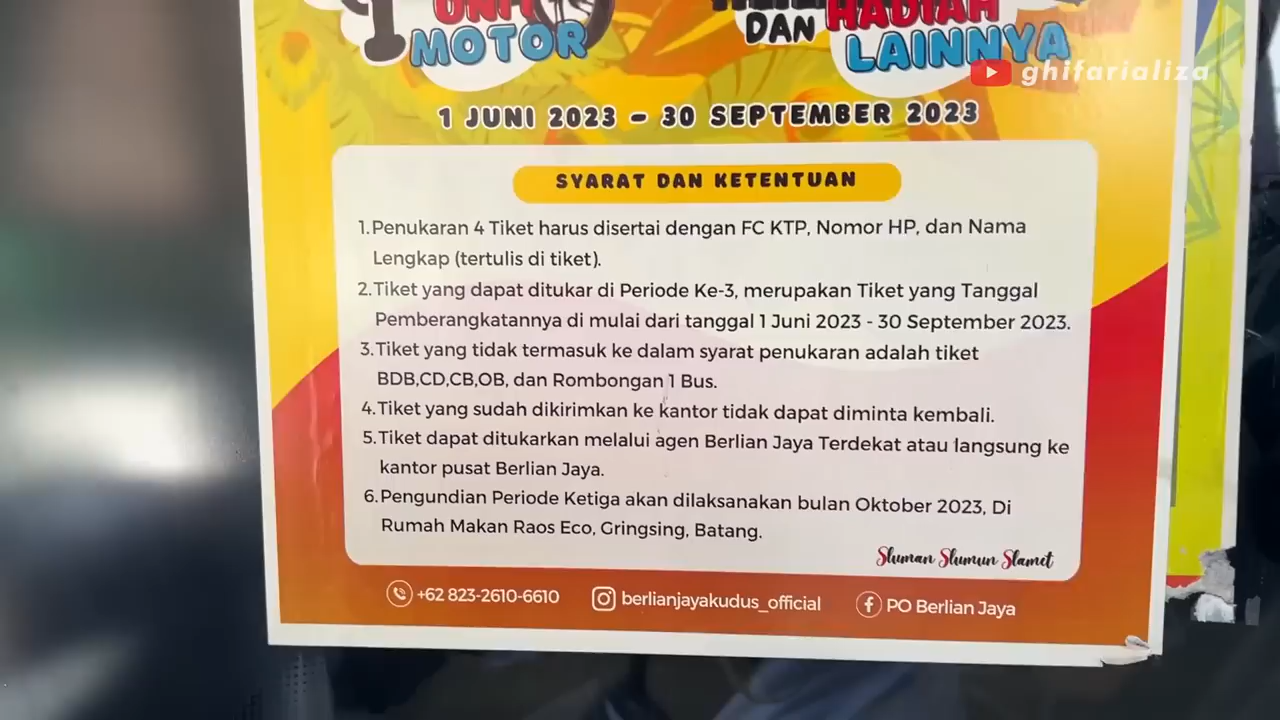 UNIT
MOTOR
DAN HADIAH
LAINNYA
ghifarializa
1 JUNI 2023 - 30 SEPTEMBER 2023
SYARAT DAN KETENTUAN
1. Penukaran 4 Tiket harus disertai dengan FC KTP, Nomor HP, dan Nama
Lengkap (tertulis di tiket).
2. Tiket yang dapat ditukar di Periode Ke-3, merupakan Tiket yang Tanggal
Pemberangkatannya di mulai dari tanggal 1 Juni 2023 - 30 September 2023.
3. Tiket yang tidak termasuk ke dalam syarat penukaran adalah tiket
BDB,CD,CB,OB, dan Rombongan 1 Bus.
4. Tiket yang sudah dikirimkan ke kantor tidak dapat diminta kembali.
5. Tiket dapat ditukarkan melalui agen Berlian Jaya Terdekat atau langsung ke
kantor pusat Berlian Jaya.
6. Pengundian Periode Ketiga akan dilaksanakan bulan Oktober 2023, Di
Rumah Makan Raos Eco, Gringsing, Batang.
Sluman Slumun Slamet
+62 823-2610-6610 berlianjayakudus_official PO Berlian Jaya